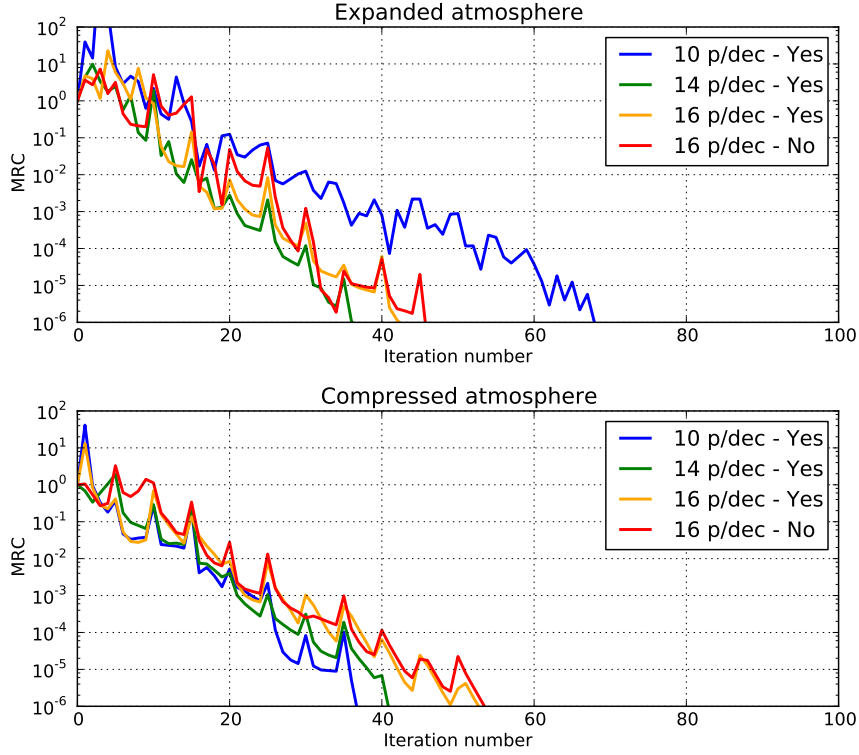 Expanded atmosphere
MRC
10^2
10^1
10^0
10^-1
10^-2
10^-3
10^-4
10^-5
10^-6
10 p/dec - Yes
14 p/dec - Yes
16 p/dec - Yes
16 p/dec - No
0 20 40 60 80 100
Iteration number
Compressed atmosphere
MRC
10^2
10^1
10^0
10^-1
10^-2
10^-3
10^-4
10^-5
10^-6
10 p/dec - Yes
14 p/dec - Yes
16 p/dec - Yes
16 p/dec - No
0 20 40 60 80 100
Iteration number